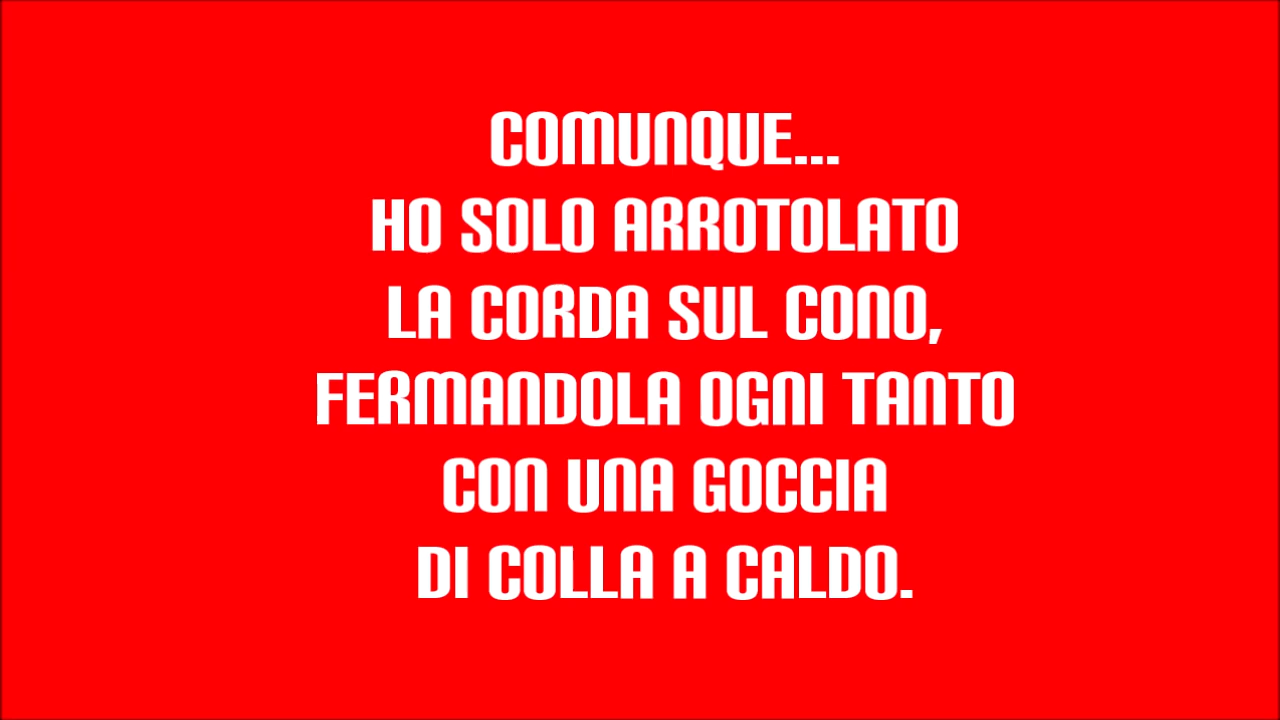 COMUNQUE...
HO SOLO ARROTOLATO
LA CORDA SUL CONO,
FERMANDOLA OGNI TANTO
CON UNA GOCCIA
DI COLLA A CALDO.